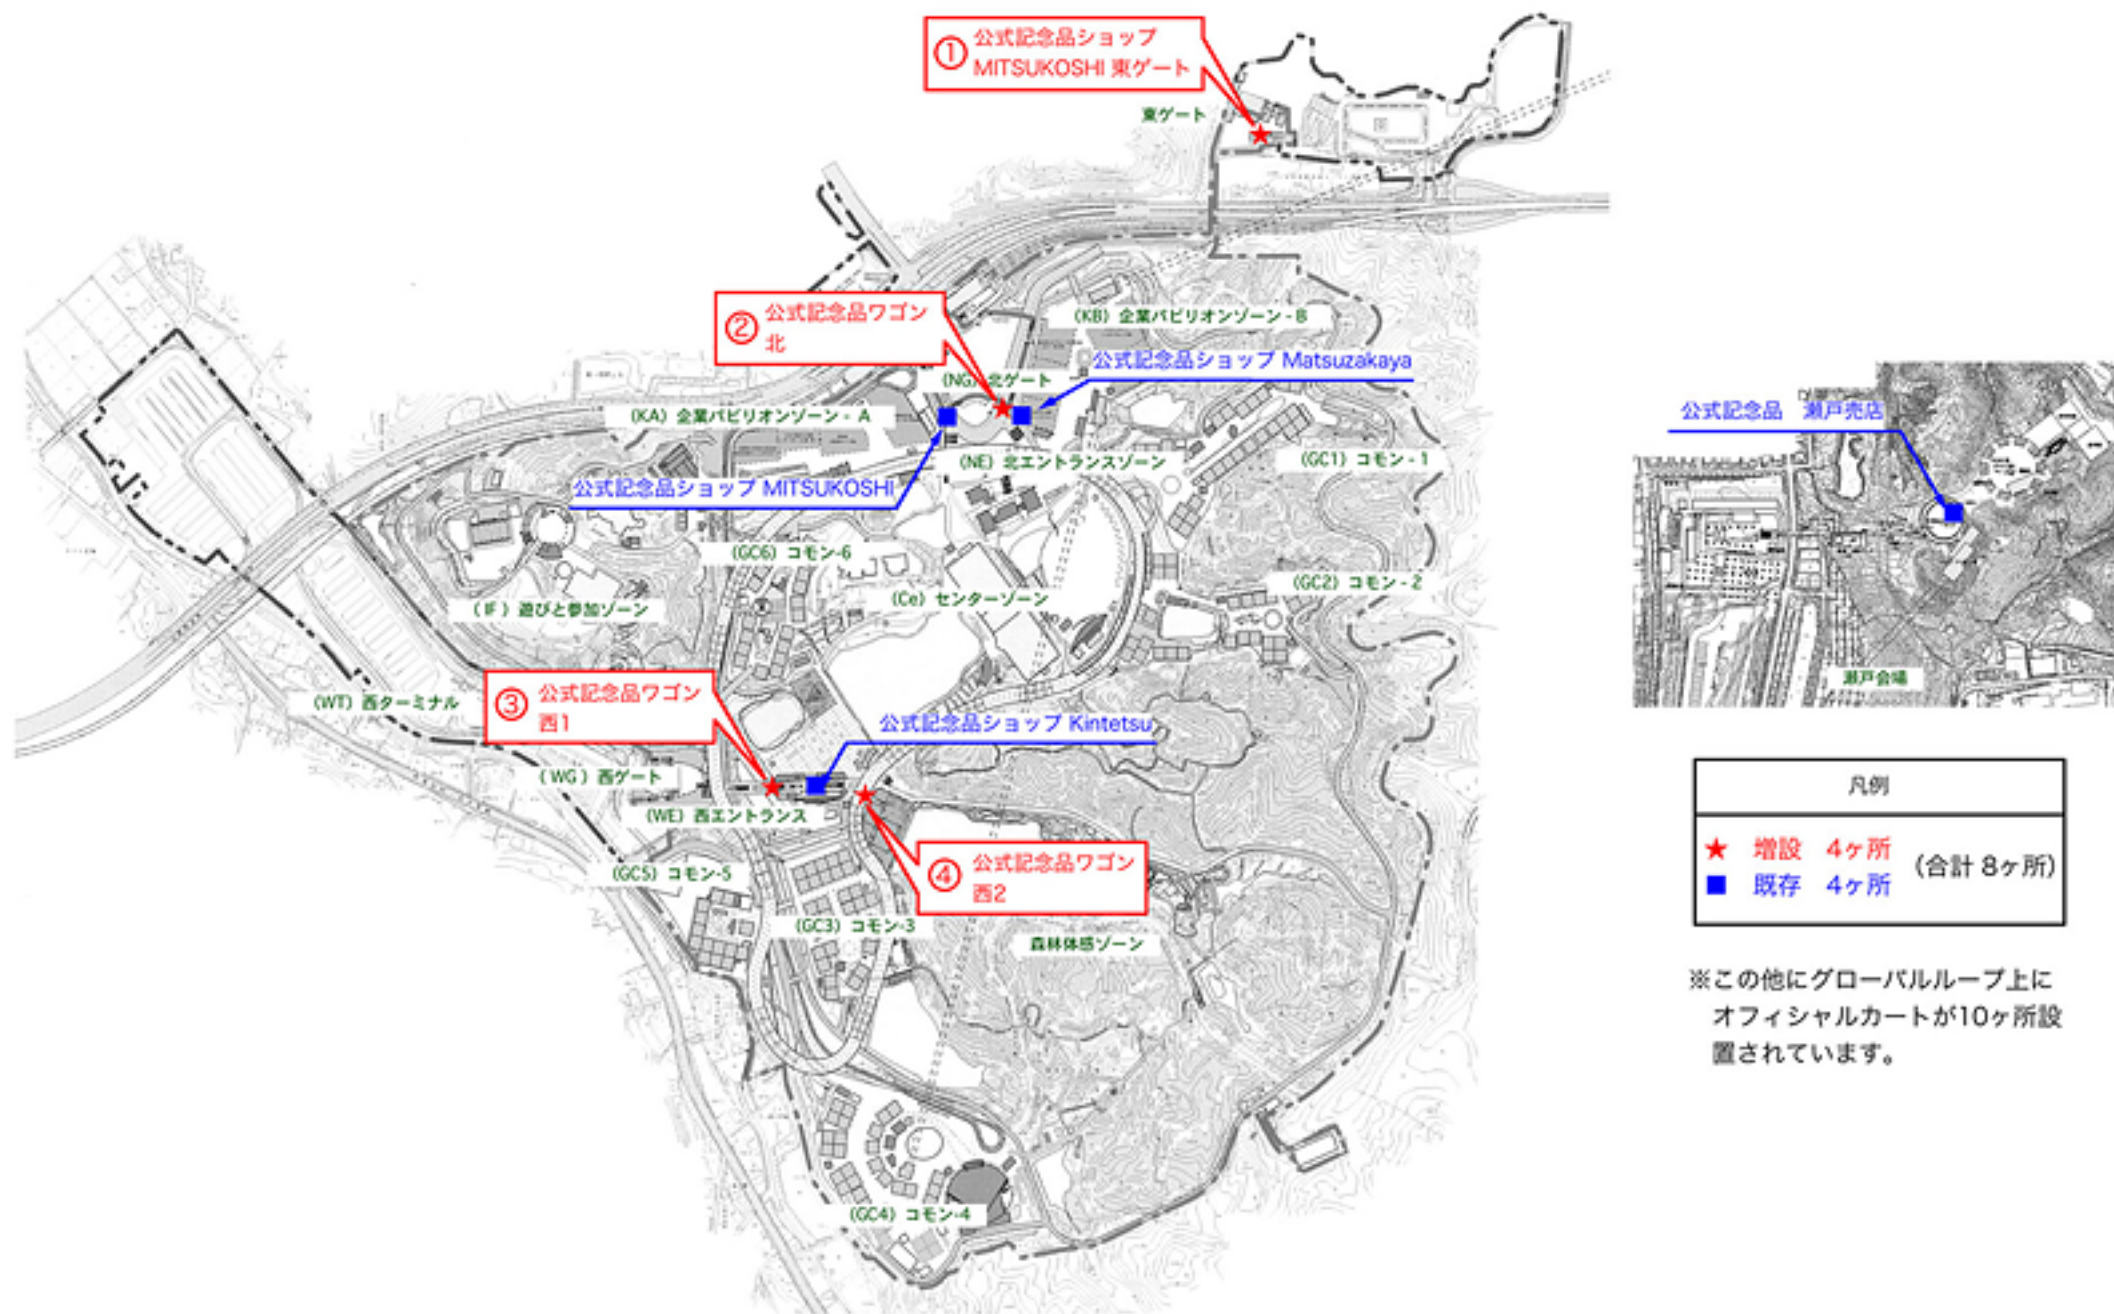 ① 公式記念品ショップ
MITSUKOSHI 東ゲート
東ゲート
② 公式記念品ワゴン
北
(KB) 企業パビリオンゾーン - B
公式記念品ショップ Matsuzakaya
(NG) 北ゲート
(KA) 企業パビリオンゾーン - A
(NE) 北エントランスゾーン
(GC1) コモン - 1
公式記念品ショップ MITSUKOSHI
(GC6) コモン-6
(GC2) コモン - 2
(Ce) センターゾーン
(IF) 遊びと参加ゾーン
③ 公式記念品ワゴン
西1
(WT) 西ターミナル
公式記念品ショップ Kintetsu
(WG) 西ゲート
(WE) 西エントランス
④ 公式記念品ワゴン
西2
(GC5) コモン-5
(GC3) コモン-3
森林体感ゾーン
(GC4) コモン-4
公式記念品 瀬戸売店
瀬戸会場
凡例
★ 増設 4ヶ所
■ 既存 4ヶ所
(合計 8ヶ所)
※この他にグローバルループ上に
オフィシャルカートが10ヶ所設
置されています。